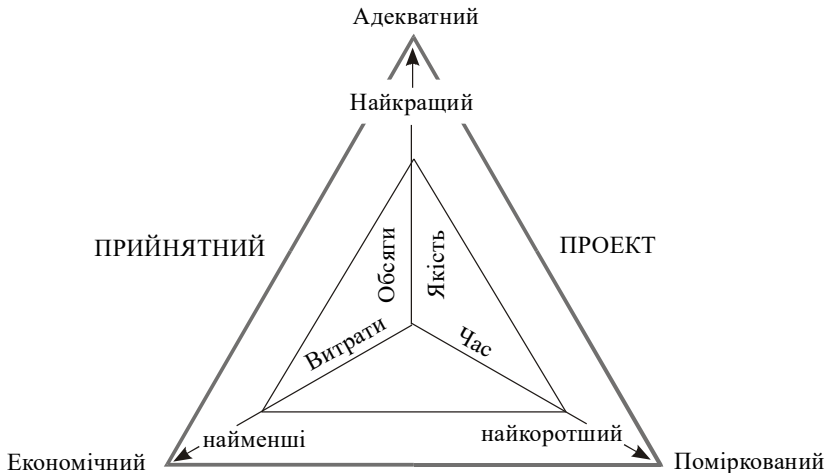 Адекватний
Найкращий
ПРИЙНЯТНИЙ
ПРОЕКТ
Обсяги
Якість
Витрати
Час
найменші
найкоротший
Економічний
Поміркований